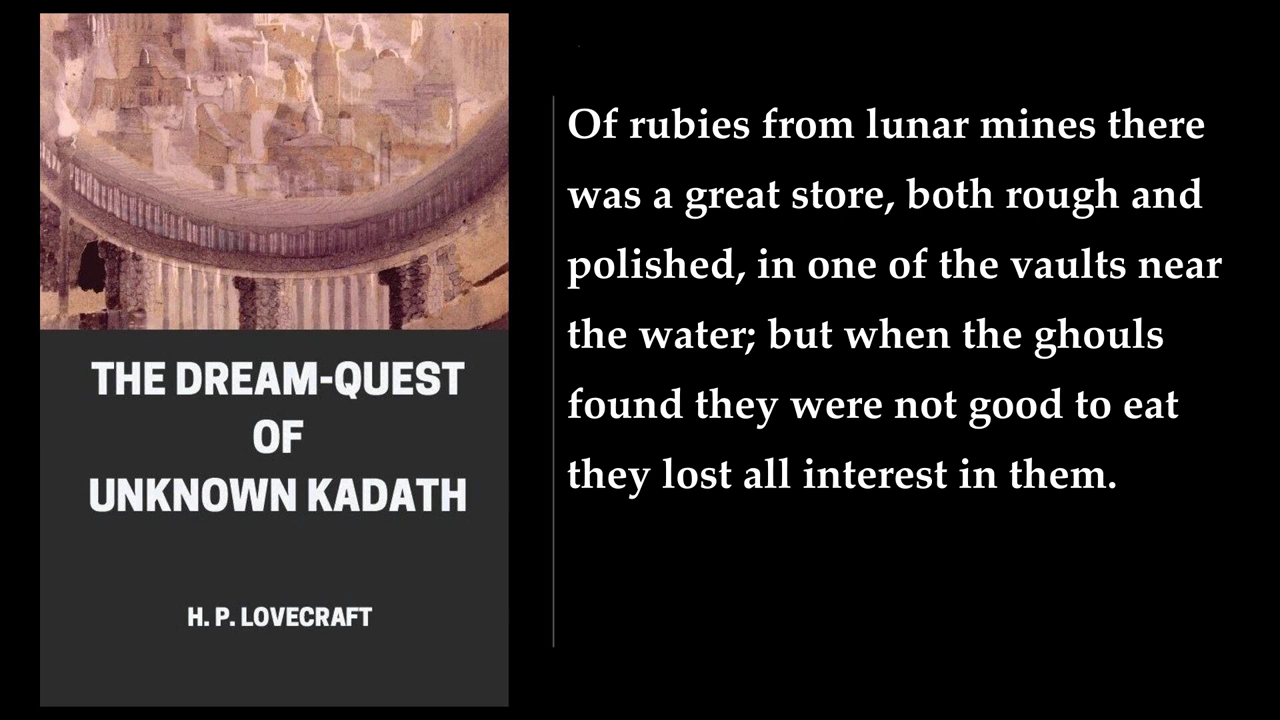 THE DREAM-QUEST
OF
UNKNOWN KADATH
H. P. LOVECRAFT
Of rubies from lunar mines there
was a great store, both rough and
polished, in one of the vaults near
the water; but when the ghouls
found they were not good to eat
they lost all interest in them.